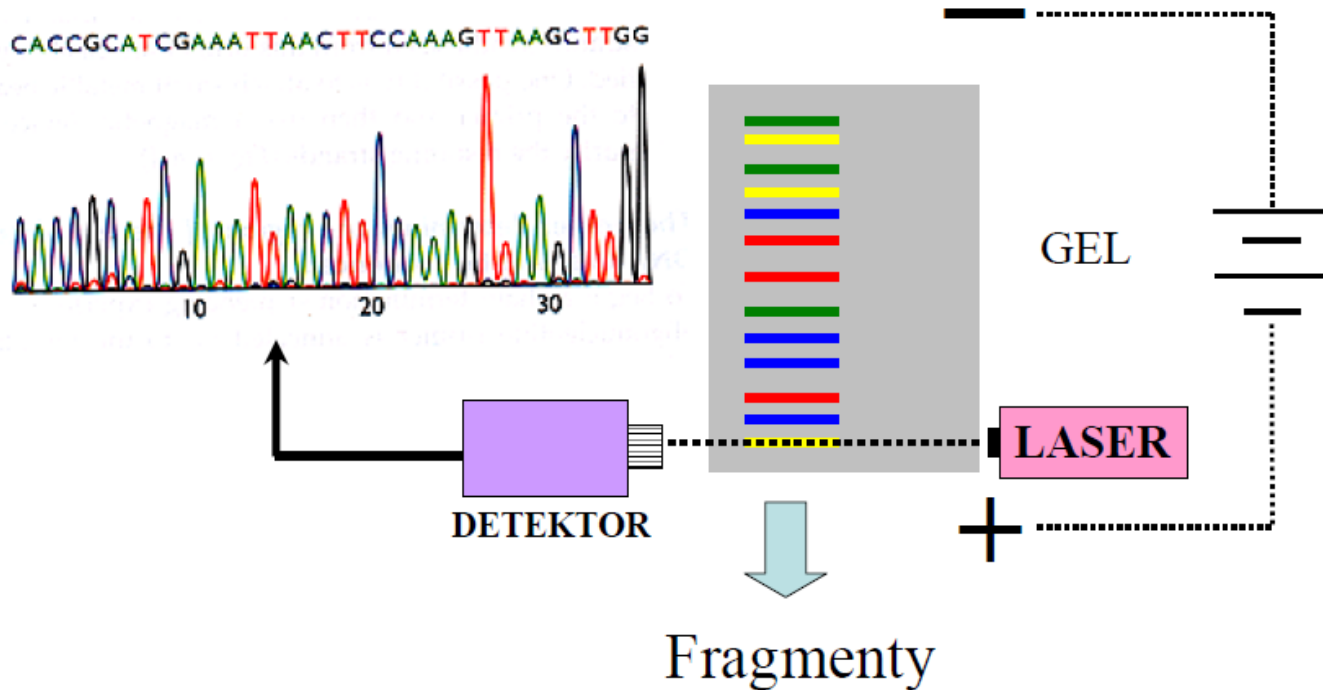 CACCGCATCGAAATTAACTTCCAAAGTTAAGCTTGG
10 20 30
−
GEL
LASER
DETEKTOR
+
Fragmenty